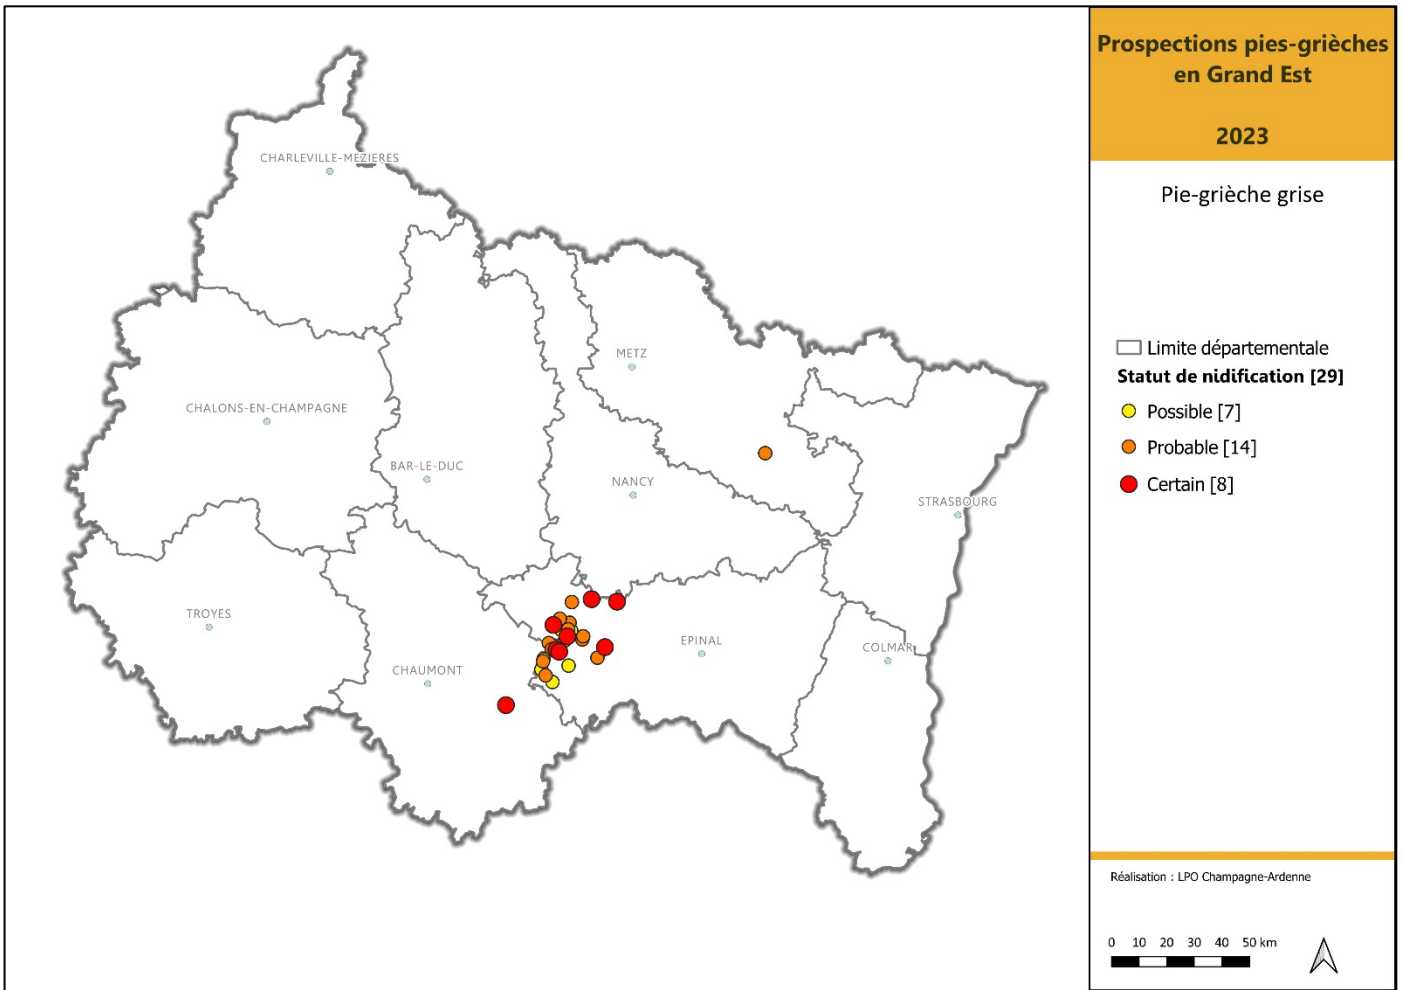 Prospections pies-grièches
en Grand Est
2023
Pie-grièche grise
Limite départementale
Statut de nidification [29]
Possible [7]
Probable [14]
Certain [8]
Réalisation : LPO Champagne-Ardenne
0 10 20 30 40 50 km
CHARLEVILLE-MEZIERES
METZ
CHALONS-EN-CHAMPAGNE
BAR-LE-DUC
NANCY
STRASBOURG
TROYES
EPINAL
COLMAR
CHAUMONT